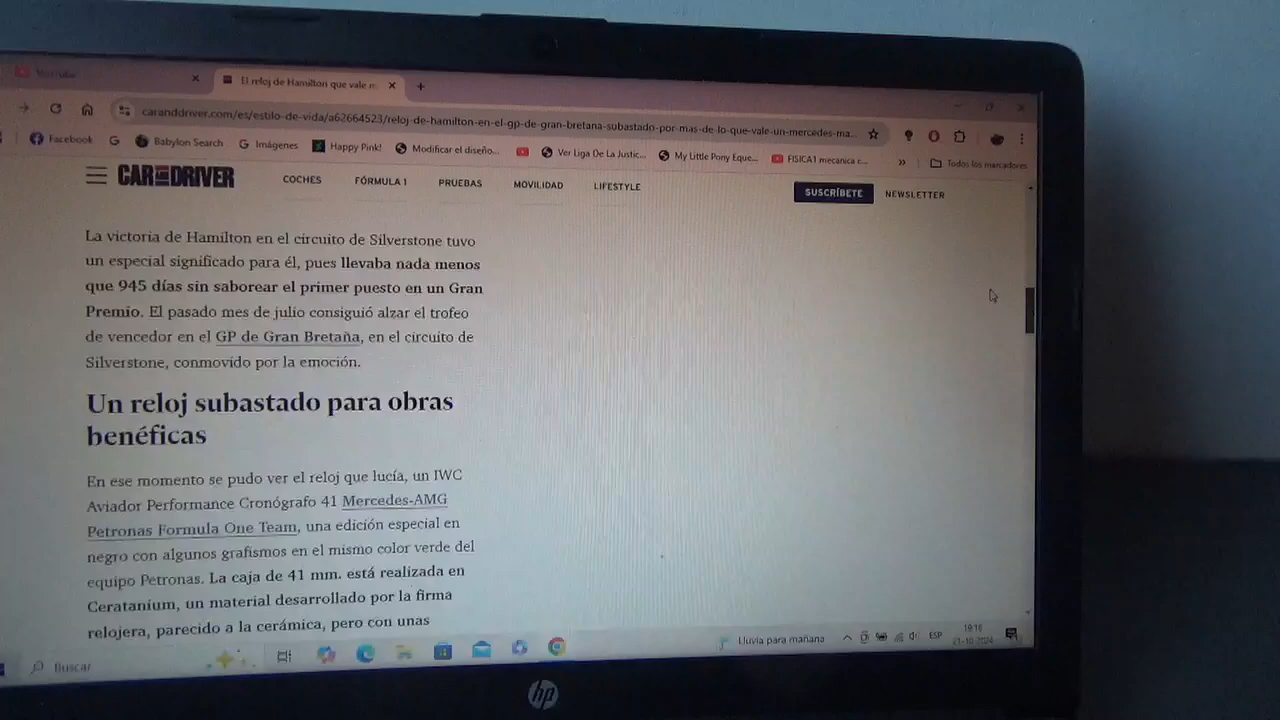 YouTube
El reloj de Hamilton que vale m
caranddriver.com/es/estilo-de-vida/a62664523/reloj-de-hamilton-en-el-gp-de-gran-bretana-subastado-por-mas-de-lo-que-vale-un-mercedes-ma...
Facebook
G
Babylon Search
Imágenes
Happy Pink!
Modificar el diseño...
Ver Liga De La Justic...
My Little Pony Eque...
FISICA1 mecanica c...
Todos los marcadores
CAR AND DRIVER
COCHES
FÓRMULA 1
PRUEBAS
MOVILIDAD
LIFESTYLE
SUSCRÍBETE
NEWSLETTER
La victoria de Hamilton en el circuito de Silverstone tuvo
un especial significado para él, pues llevaba nada menos
que 945 días sin saborear el primer puesto en un Gran
Premio. El pasado mes de julio consiguió alzar el trofeo
de vencedor en el GP de Gran Bretaña, en el circuito de
Silverstone, conmovido por la emoción.
Un reloj subastado para obras
benéficas
En ese momento se pudo ver el reloj que lucía, un IWC
Aviador Performance Cronógrafo 41 Mercedes-AMG
Petronas Formula One Team, una edición especial en
negro con algunos grafismos en el mismo color verde del
equipo Petronas. La caja de 41 mm. está realizada en
Ceratanium, un material desarrollado por la firma
relojera, parecido a la cerámica, pero con unas
Buscar
Lluvia para mañana
ESP
19:16
21-10-2024
hp